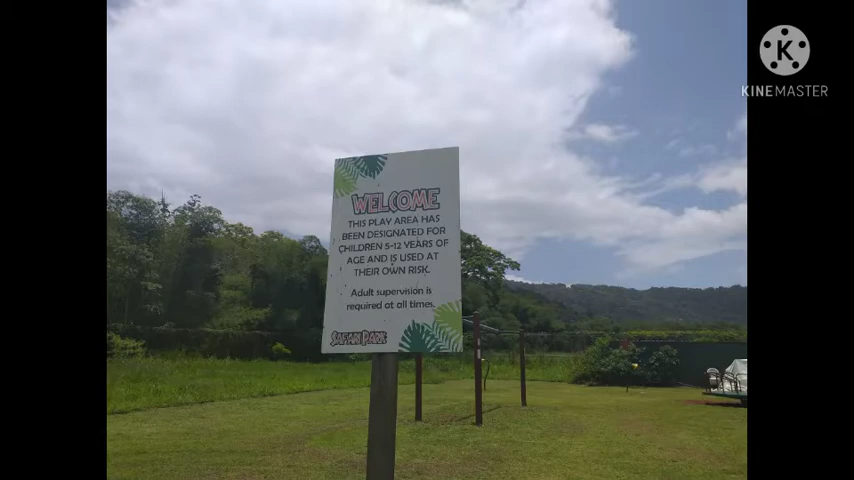 WELCOME
THIS PLAY AREA HAS
BEEN DESIGNATED FOR
CHILDREN 5-12 YEARS OF
AGE AND IS USED AT
THEIR OWN RISK.
Adult supervision is
required at all times.
SAFARI PARK
K
KINEMASTER